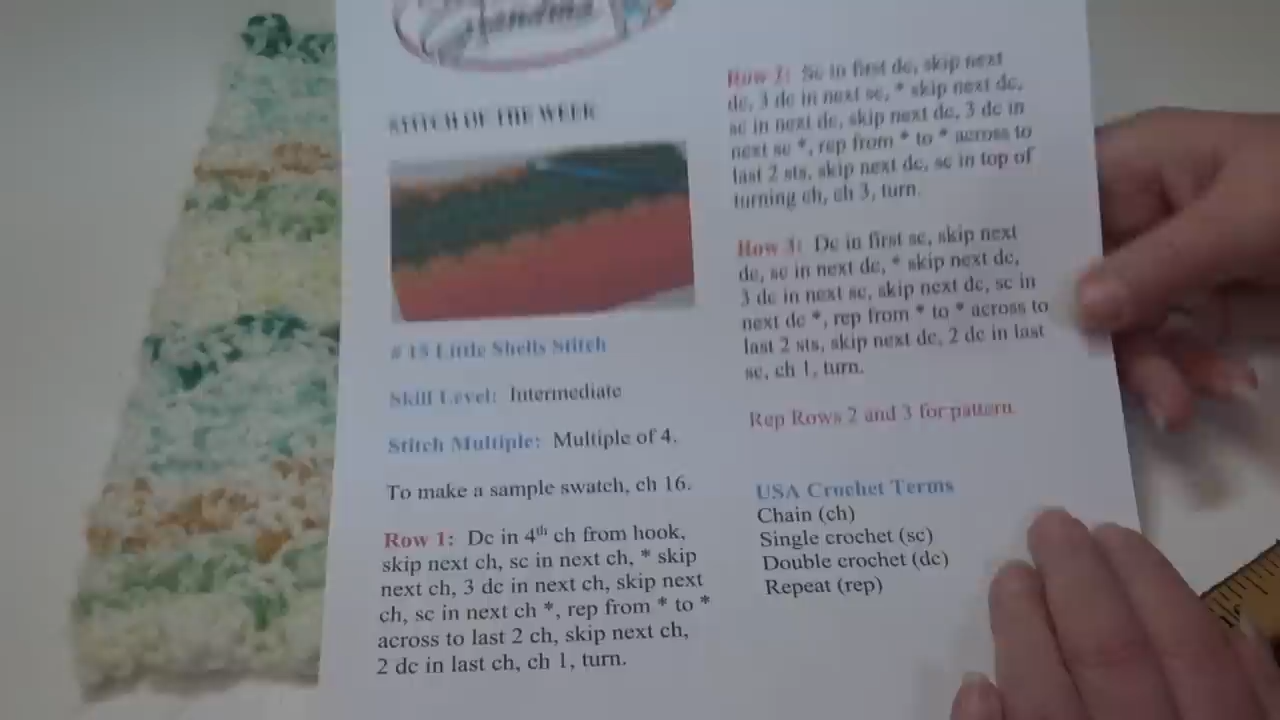 Grandma
STITCH OF THE WEEK
# 15 Little Shells Stitch
Skill Level: Intermediate
Stitch Multiple: Multiple of 4.
To make a sample swatch, ch 16.
Row 1: Dc in 4th ch from hook,
skip next ch, sc in next ch, * skip
next ch, 3 dc in next ch, skip next
ch, sc in next ch *, rep from * to *
across to last 2 ch, skip next ch,
2 dc in last ch, ch 1, turn.
Row 2: Sc in first dc, skip next
dc, 3 dc in next sc, * skip next dc,
sc in next dc, skip next dc, 3 dc in
next sc *, rep from * to * across to
last 2 sts, skip next dc, sc in top of
turning ch, ch 3, turn.
Row 3: Dc in first sc, skip next
dc, sc in next dc, * skip next dc,
3 dc in next sc, skip next dc, sc in
next dc *, rep from * to * across to
last 2 sts, skip next dc, 2 dc in last
sc, ch 1, turn.
Rep Rows 2 and 3 for pattern.
USA Crochet Terms
Chain (ch)
Single crochet (sc)
Double crochet (dc)
Repeat (rep)